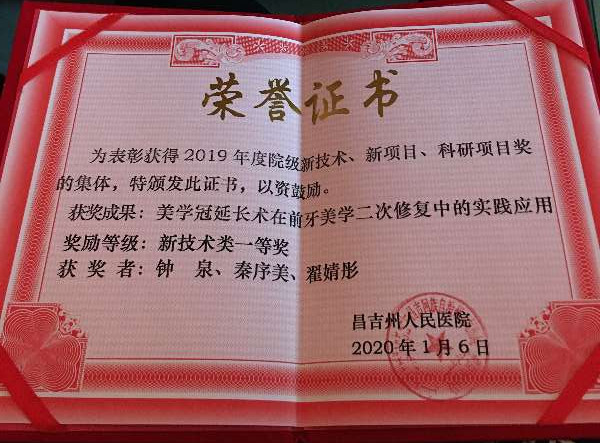 荣誉证书
为表彰获得2019年度院级新技术、新项目、科研项目奖
的集体，特颁发此证书，以资鼓励。
获奖成果：美学冠延长术在前牙美学二次修复中的实践应用
奖励等级：新技术类一等奖
获奖者：钟 泉、秦序美、翟婧彤
昌吉州人民医院
2020年1月6日